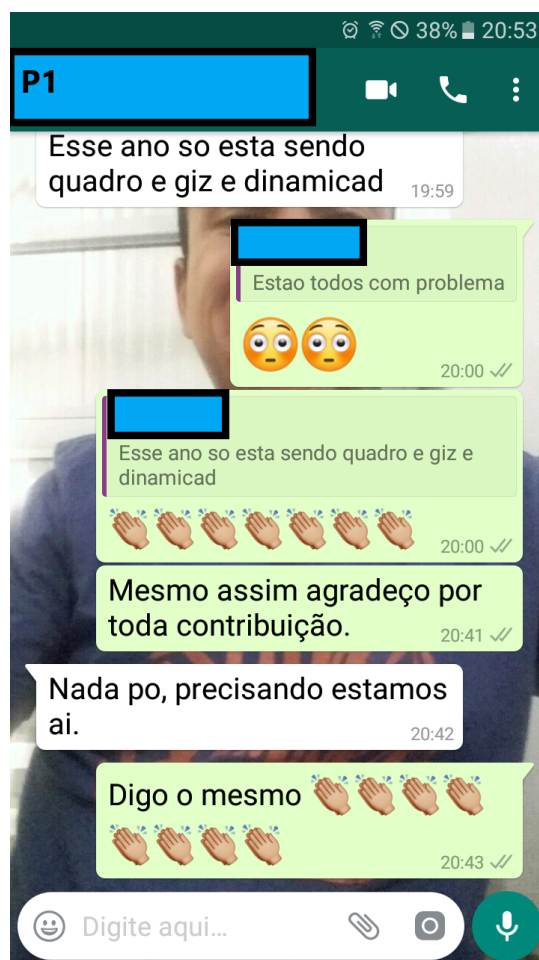 38% 20:53
P1
Esse ano so esta sendo
quadro e giz e dinamicad 19:59
Estao todos com problema
20:00
Esse ano so esta sendo quadro e giz e
dinamicad
20:00
Mesmo assim agradeço por
toda contribuição. 20:41
Nada po, precisando estamos
ai. 20:42
Digo o mesmo
20:43
Digite aqui...